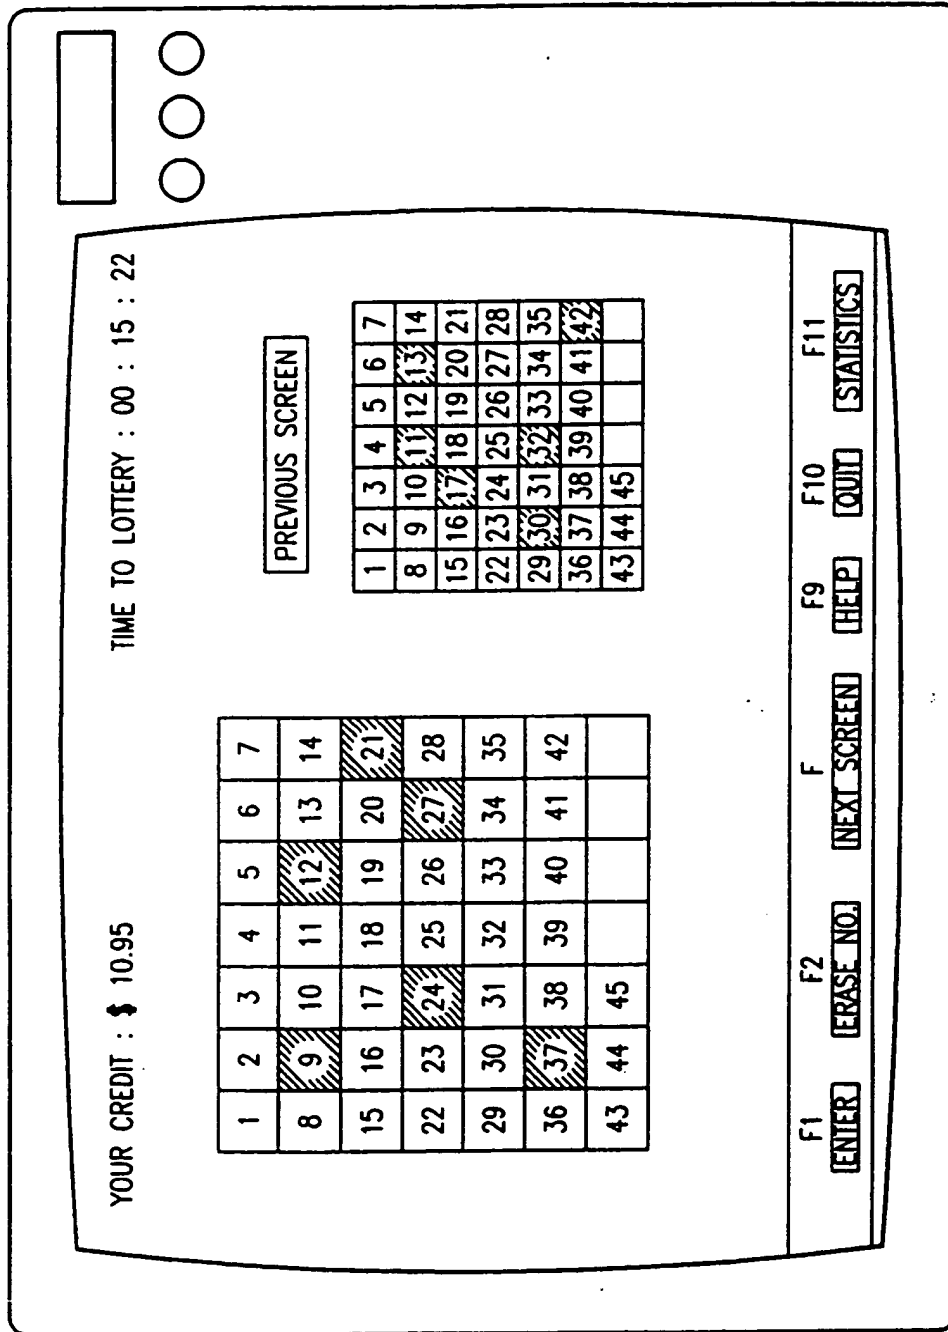 YOUR CREDIT : $ 10.95 TIME TO LOTTERY : 00 : 15 : 22
1 2 3 4 5 6 7
8 9 10 11 12 13 14
15 16 17 18 19 20 21
22 23 24 25 26 27 28
29 30 31 32 33 34 35
36 37 38 39 40 41 42
43 44 45
PREVIOUS SCREEN
1 2 3 4 5 6 7
8 9 10 11 12 13 14
15 16 17 18 19 20 21
22 23 24 25 26 27 28
29 30 31 32 33 34 35
36 37 38 39 40 41 42
43 44 45
F1 F2 F F9 F10 F11
ENTER ERASE NO. NEXT SCREEN HELP QUIT STATISTICS